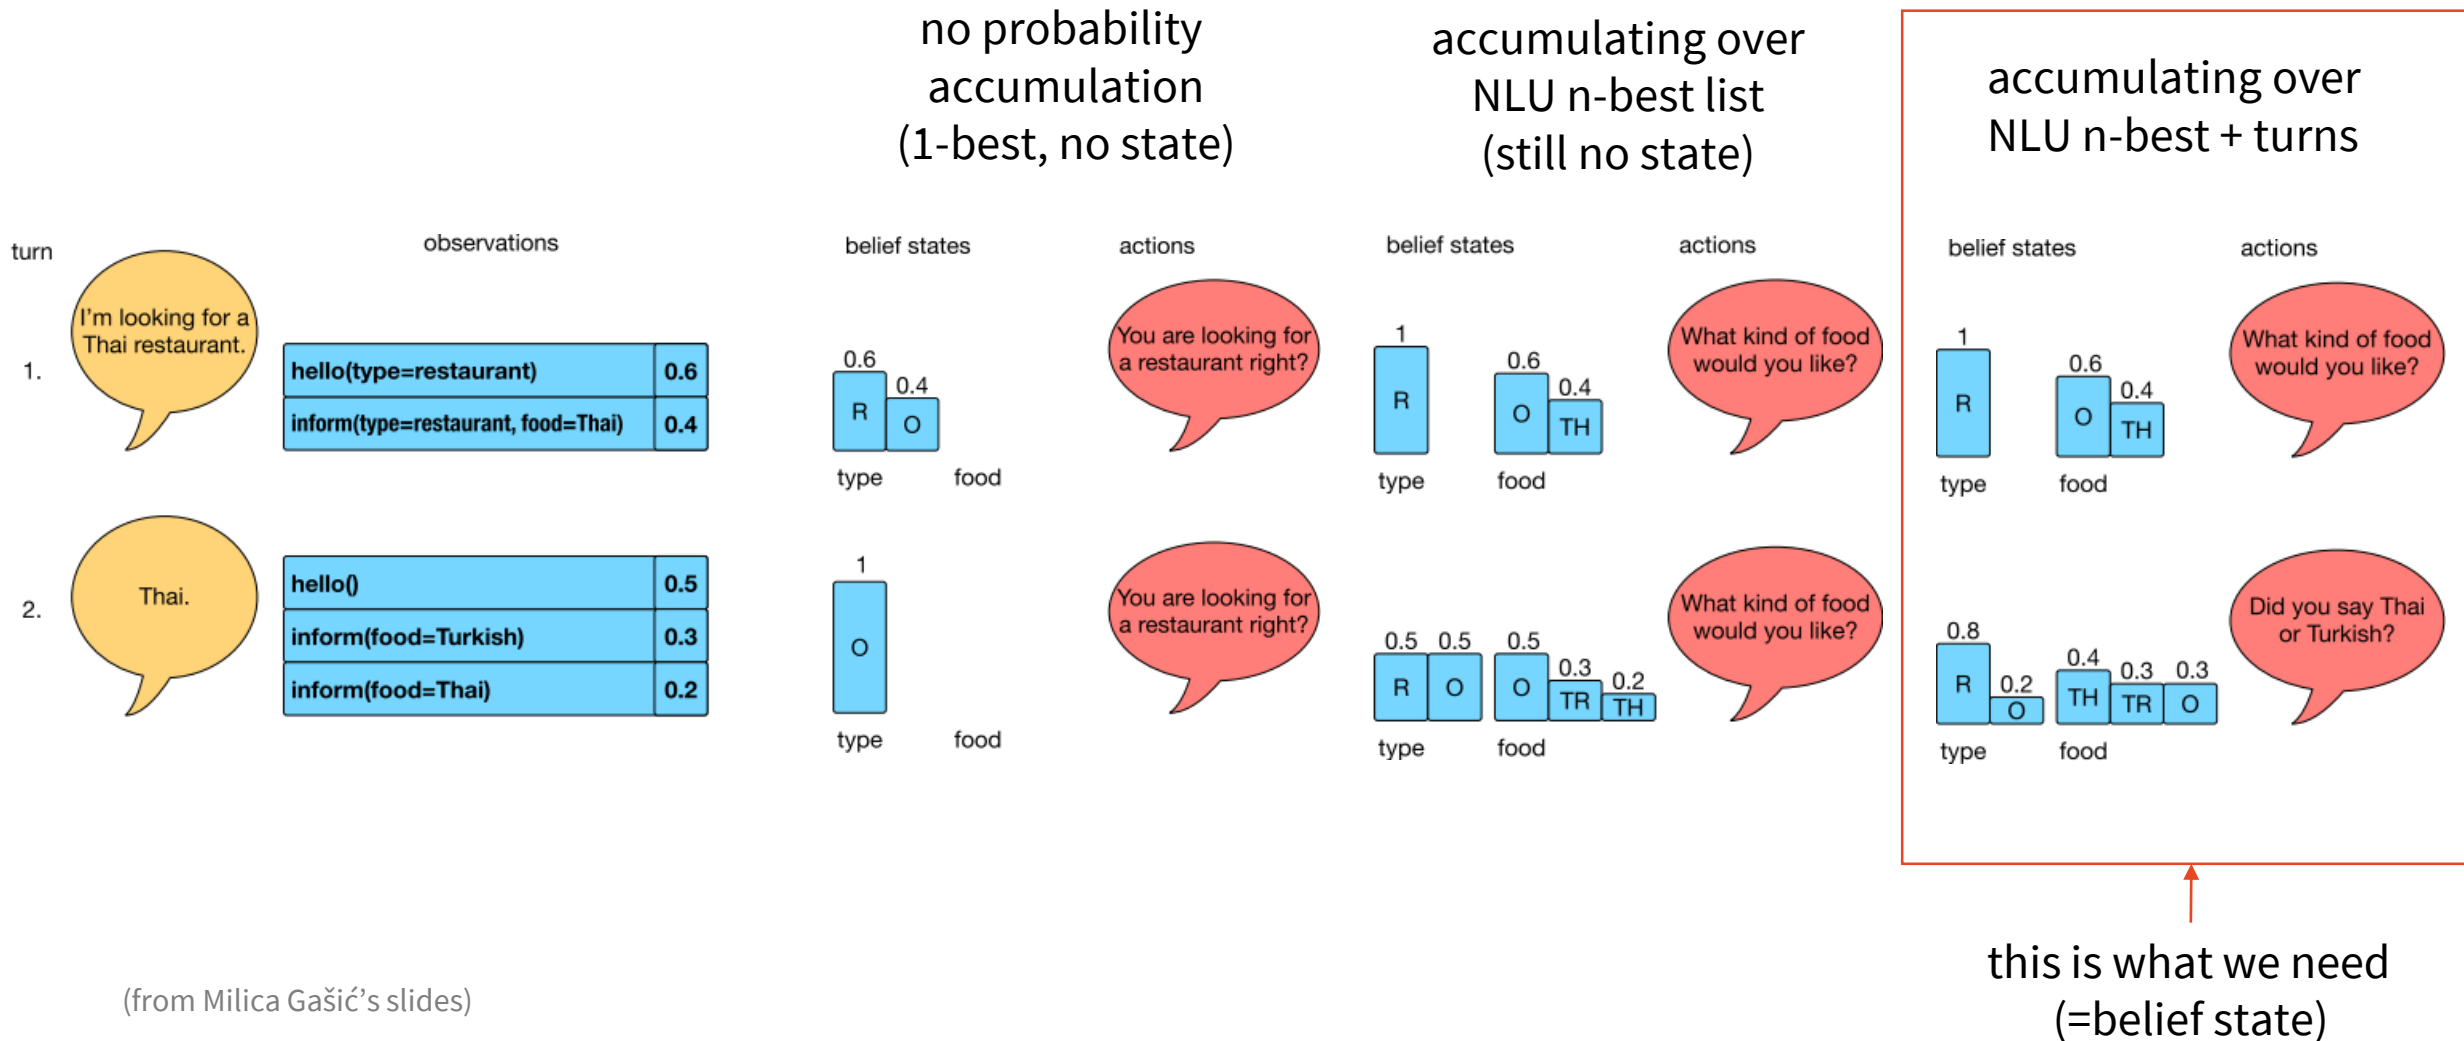 no probability
accumulation
(1-best, no state)
accumulating over
NLU n-best list
(still no state)
accumulating over
NLU n-best + turns
turn
observations
belief states
actions
belief states
actions
belief states
actions
1.
I'm looking for a
Thai restaurant.
hello(type=restaurant) 0.6
inform(type=restaurant, food=Thai) 0.4
0.6
0.4
R
O
type
food
You are looking for
a restaurant right?
1
R
0.6
0.4
O
TH
type
food
What kind of food
would you like?
1
R
0.6
0.4
O
TH
type
food
What kind of food
would you like?
2.
Thai.
hello() 0.5
inform(food=Turkish) 0.3
inform(food=Thai) 0.2
1
O
type
food
You are looking for
a restaurant right?
0.5 0.5 0.5
0.3
0.2
R O O
TR
TH
type
food
What kind of food
would you like?
0.8
0.2
0.4
0.3 0.3
R
O
TH TR O
type
food
Did you say Thai
or Turkish?
this is what we need
(=belief state)
(from Milica Gašić's slides)